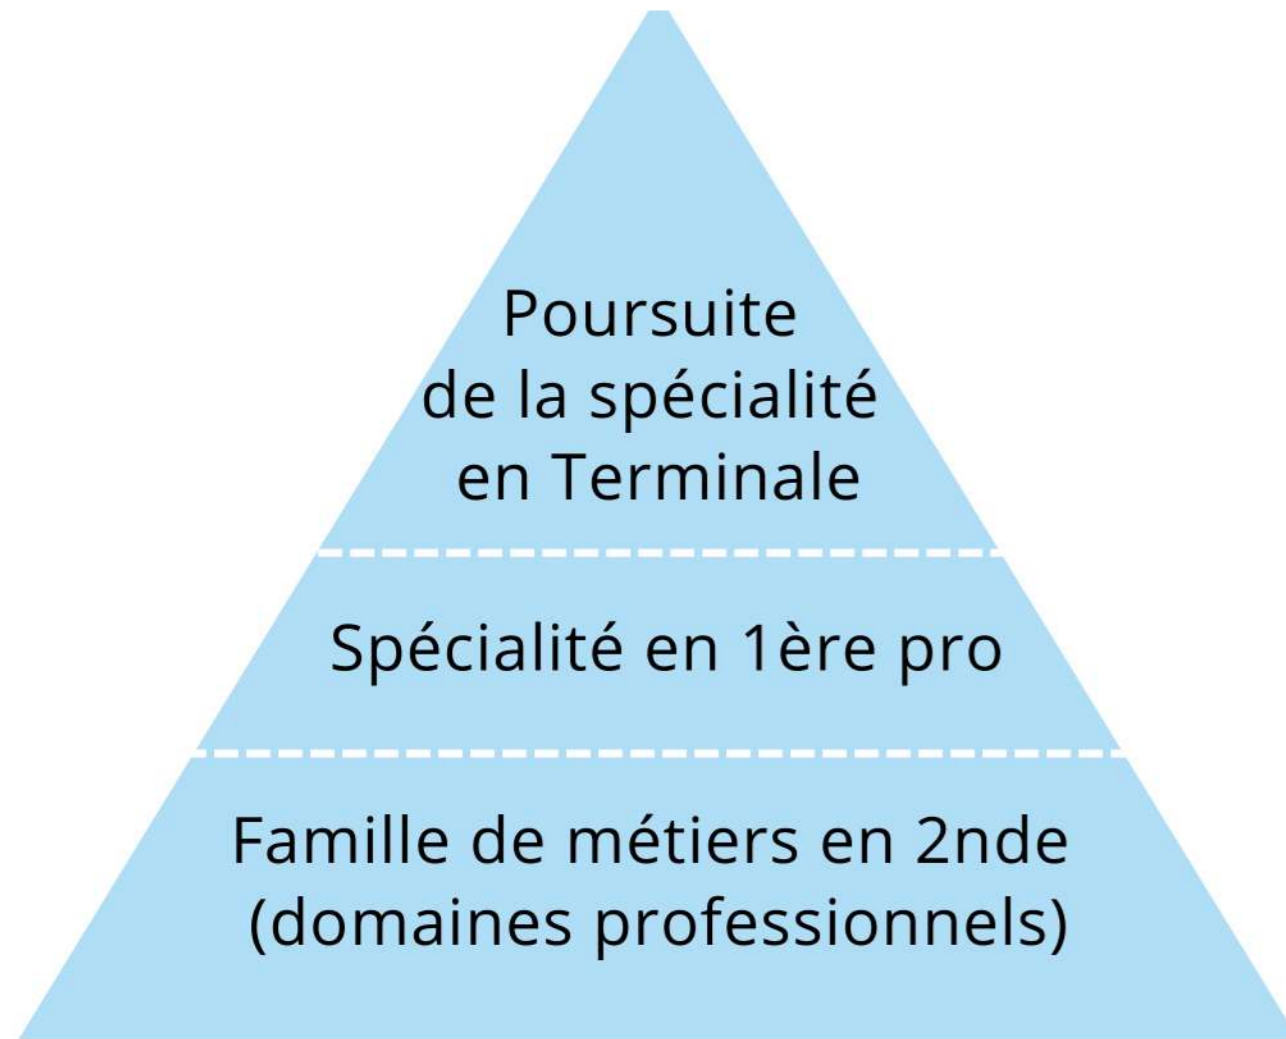 Poursuite
de la spécialité
en Terminale
Spécialité en 1ère pro
Famille de métiers en 2nde
(domaines professionnels)